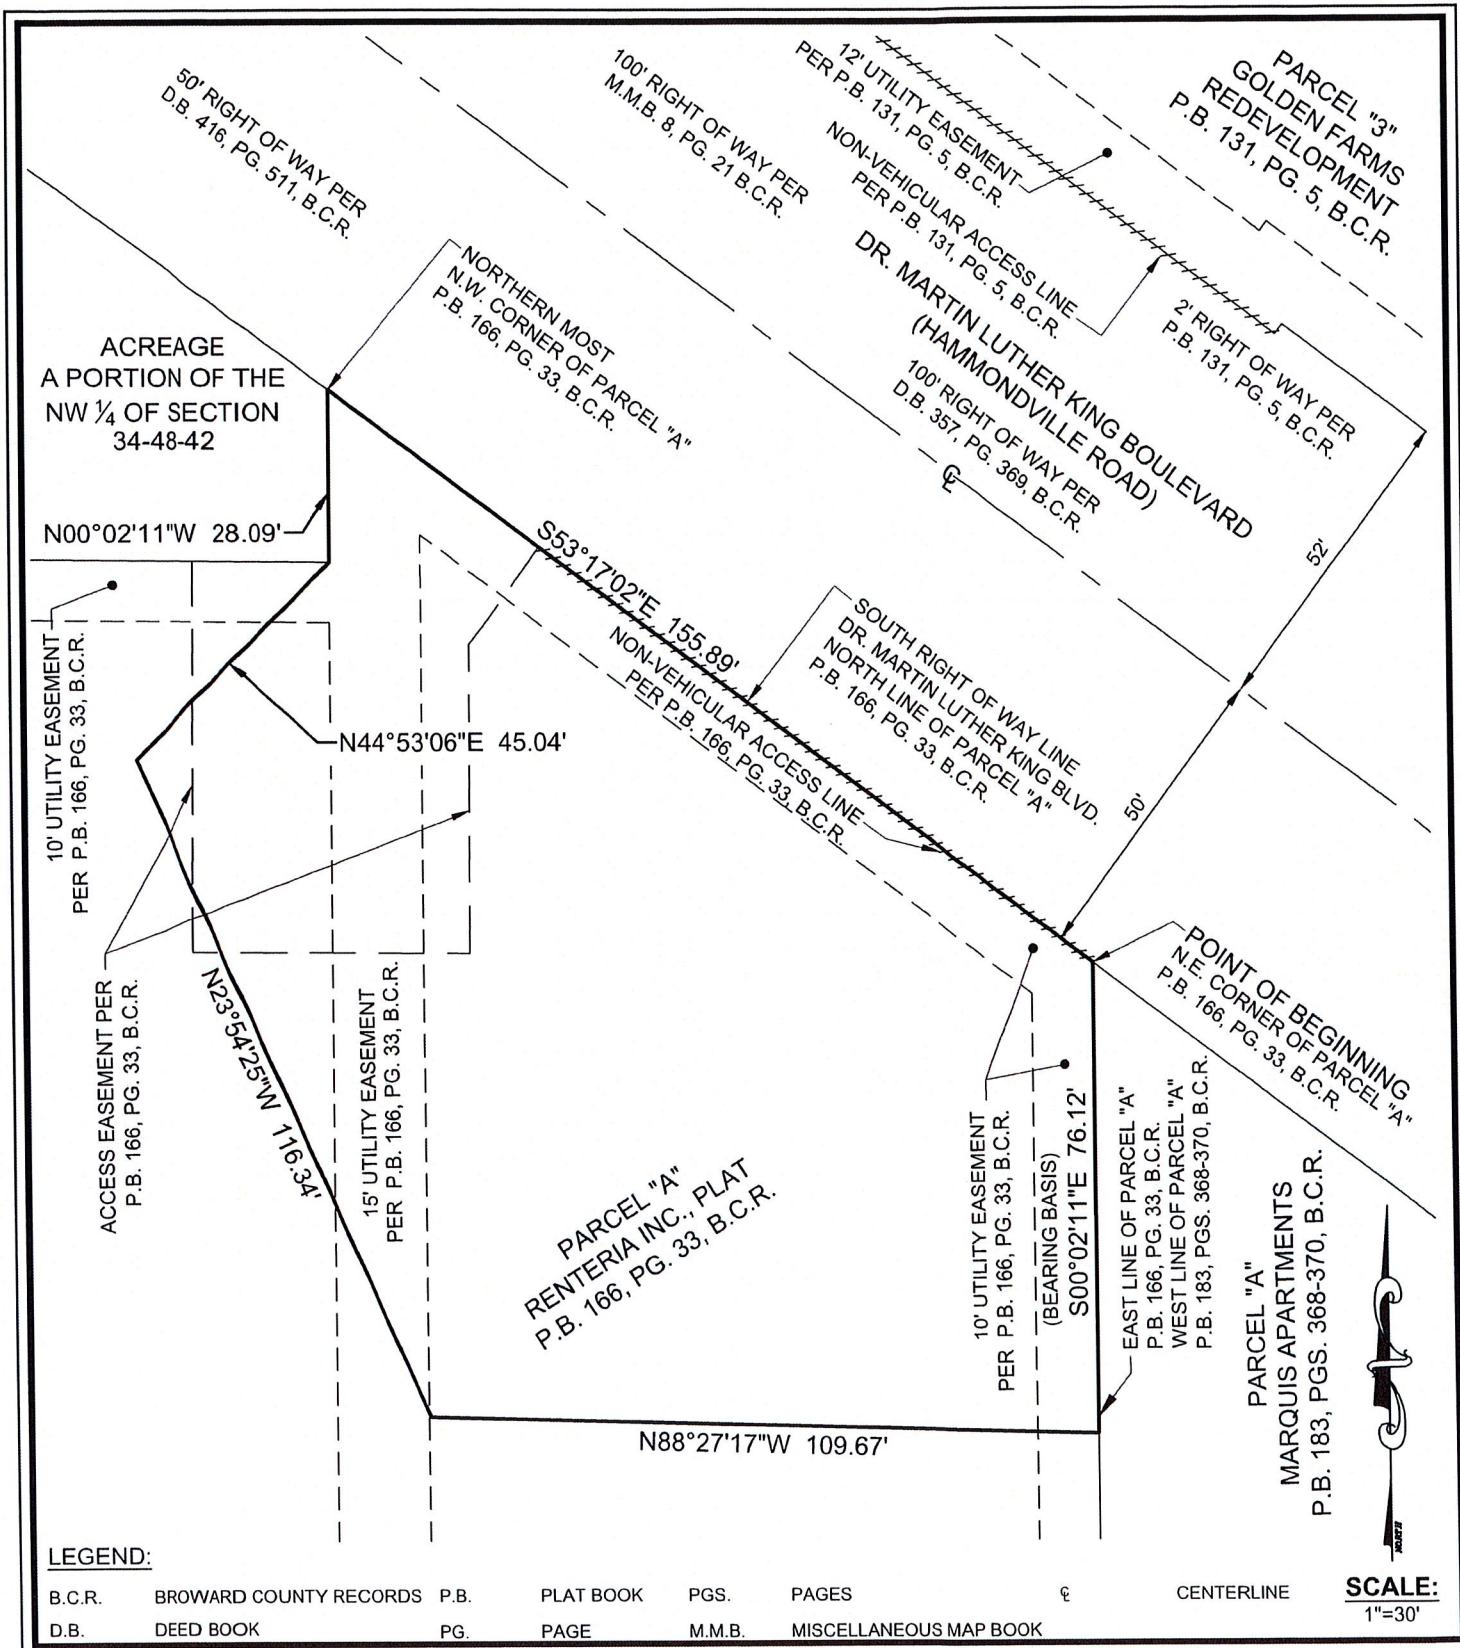 50' RIGHT OF WAY PER
D.B. 416, PG. 511, B.C.R.
100' RIGHT OF WAY PER
M.M.B. 8, PG. 21 B.C.R.
12' UTILITY EASEMENT
PER P.B. 131, PG. 5, B.C.R.
NON-VEHICULAR ACCESS LINE
PER P.B. 131, PG. 5, B.C.R.
PARCEL "3"
GOLDEN FARMS
REDEVELOPMENT
P.B. 131, PG. 5, B.C.R.
DR. MARTIN LUTHER KING BOULEVARD
(HAMMONDVILLE ROAD)
100' RIGHT OF WAY PER
D.B. 357, PG. 369, B.C.R.
2' RIGHT OF WAY PER
P.B. 131, PG. 5, B.C.R.
℄
52'
50'
NORTHERN MOST
N.W. CORNER OF PARCEL "A"
P.B. 166, PG. 33, B.C.R.
ACREAGE
A PORTION OF THE
NW ¼ OF SECTION
34-48-42
N00°02'11"W 28.09'
S53°17'02"E 155.89'
NON-VEHICULAR ACCESS LINE
PER P.B. 166, PG. 33, B.C.R.
SOUTH RIGHT OF WAY LINE
DR. MARTIN LUTHER KING BLVD.
NORTH LINE OF PARCEL "A"
P.B. 166, PG. 33, B.C.R.
10' UTILITY EASEMENT
PER P.B. 166, PG. 33, B.C.R.
N44°53'06"E 45.04'
ACCESS EASEMENT PER
P.B. 166, PG. 33, B.C.R.
N23°54'25"W 116.34'
15' UTILITY EASEMENT
PER P.B. 166, PG. 33, B.C.R.
PARCEL "A"
RENTERIA INC., PLAT
P.B. 166, PG. 33, B.C.R.
10' UTILITY EASEMENT
PER P.B. 166, PG. 33, B.C.R.
(BEARING BASIS)
S00°02'11"E 76.12'
POINT OF BEGINNING
N.E. CORNER OF PARCEL "A"
P.B. 166, PG. 33, B.C.R.
EAST LINE OF PARCEL "A"
P.B. 166, PG. 33, B.C.R.
WEST LINE OF PARCEL "A"
P.B. 183, PGS. 368-370, B.C.R.
PARCEL "A"
MARQUIS APARTMENTS
P.B. 183, PGS. 368-370, B.C.R.
N88°27'17"W 109.67'
NORTH
LEGEND:
B.C.R. BROWARD COUNTY RECORDS P.B. PLAT BOOK PGS. PAGES ℄ CENTERLINE
D.B. DEED BOOK PG. PAGE M.M.B. MISCELLANEOUS MAP BOOK
SCALE:
1"=30'